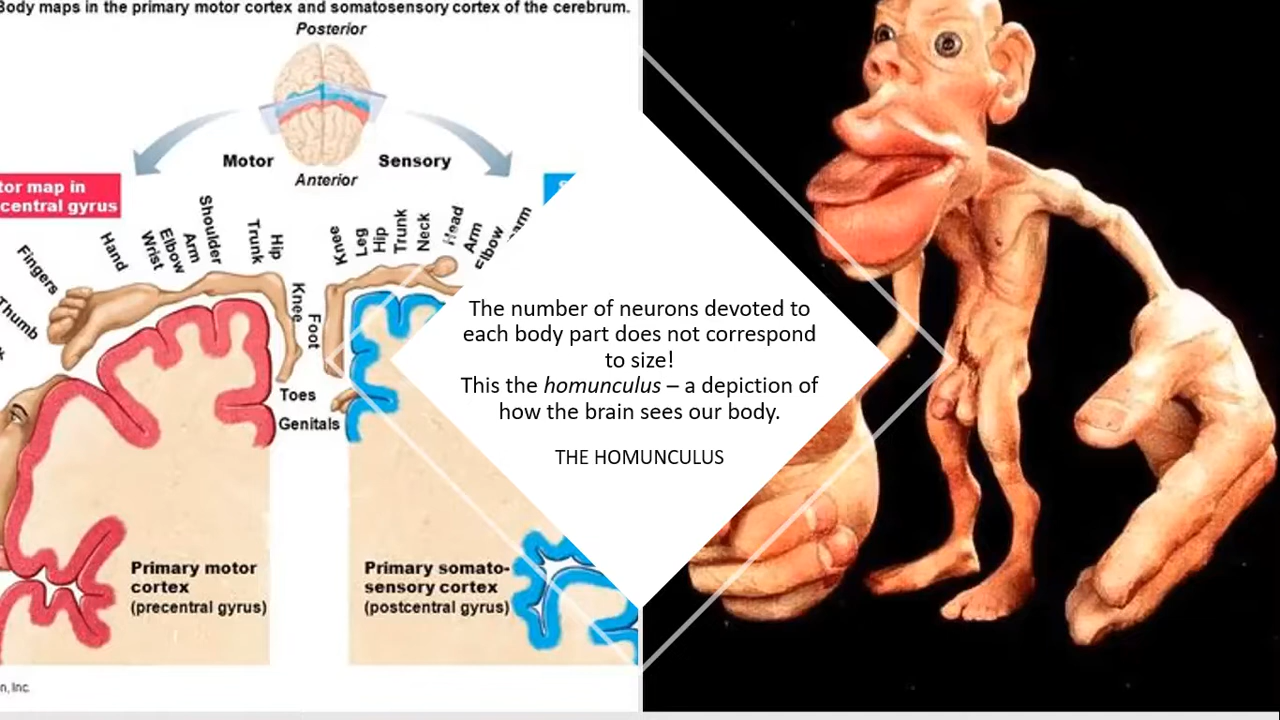 Body maps in the primary motor cortex and somatosensory cortex of the cerebrum.
Posterior
Motor
Sensory
Anterior
tor map in
central gyrus
Fingers
Hand
Wrist
Elbow
Arm
Shoulder
Trunk
Hip
Knee
Leg
Hip
Trunk
Neck
Head
Arm
Elbow
arm
Thumb
Knee
Foot
Toes
Genitals
The number of neurons devoted to
each body part does not correspond
to size!
This the homunculus – a depiction of
how the brain sees our body.
THE HOMUNCULUS
Primary motor
cortex
(precentral gyrus)
Primary somato-
sensory cortex
(postcentral gyrus)
n, Inc.